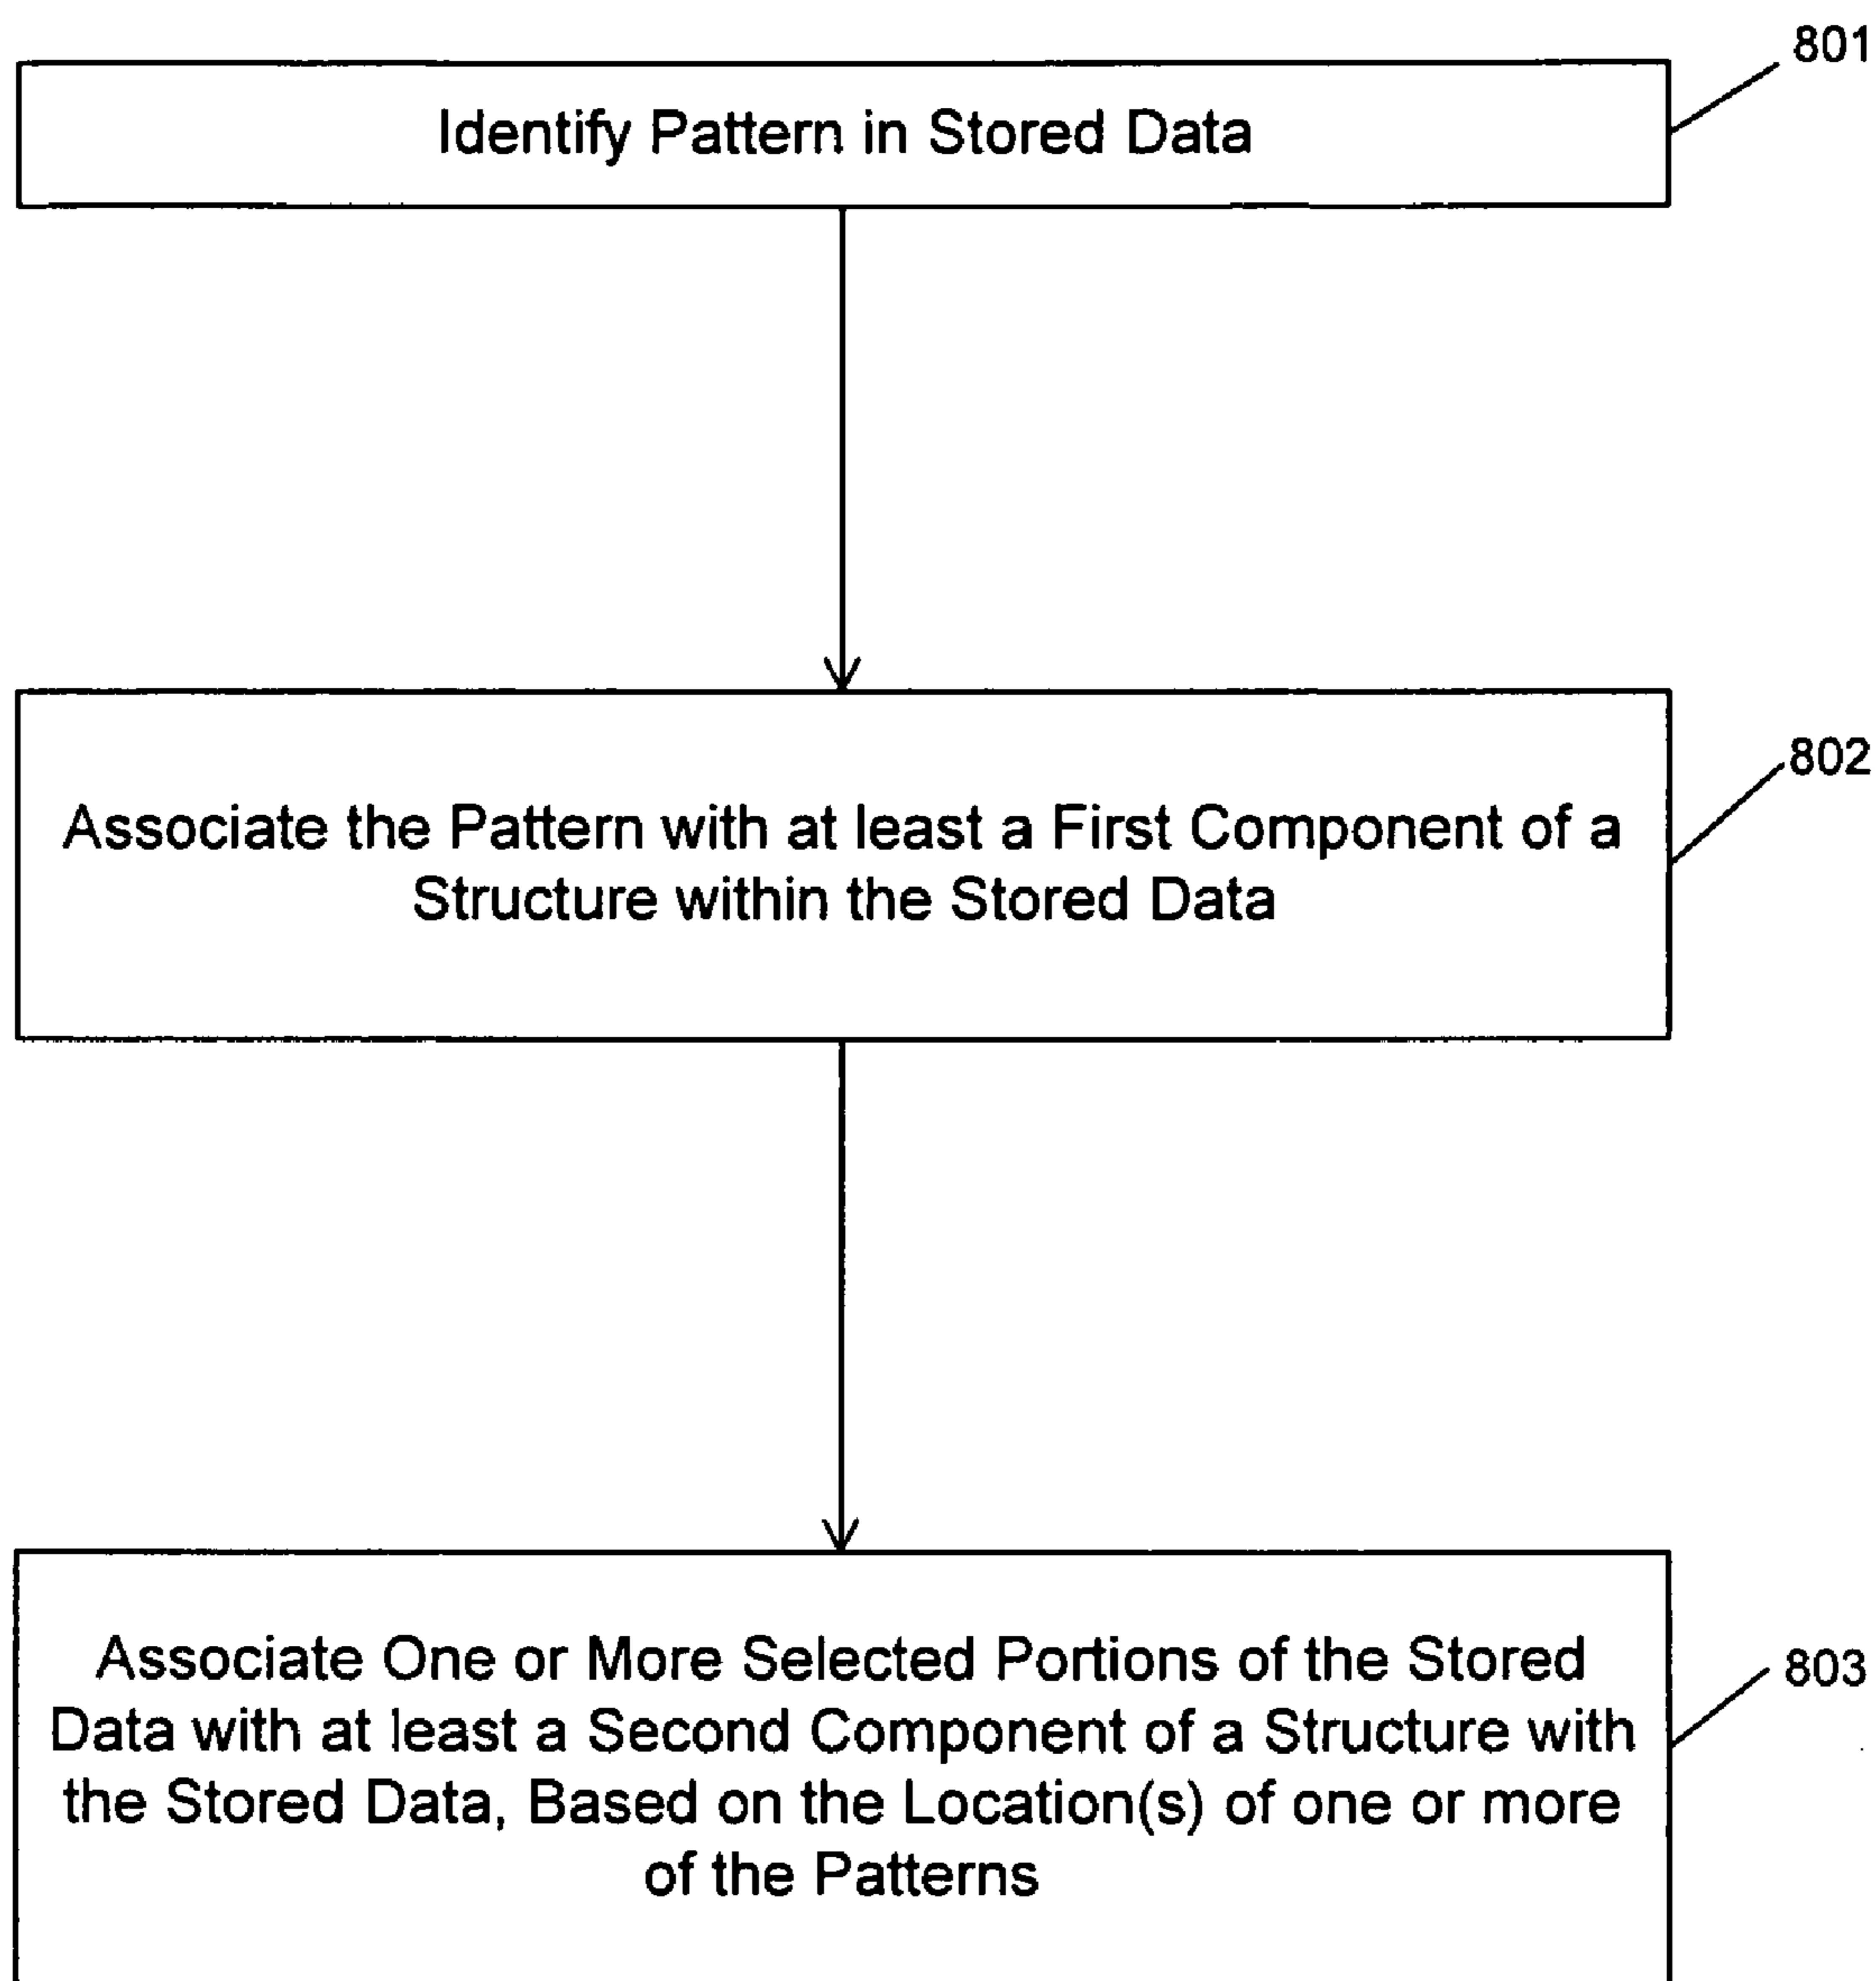 801
Identify Pattern in Stored Data
802
Associate the Pattern with at least a First Component of a
Structure within the Stored Data
803
Associate One or More Selected Portions of the Stored
Data with at least a Second Component of a Structure with
the Stored Data, Based on the Location(s) of one or more
of the Patterns